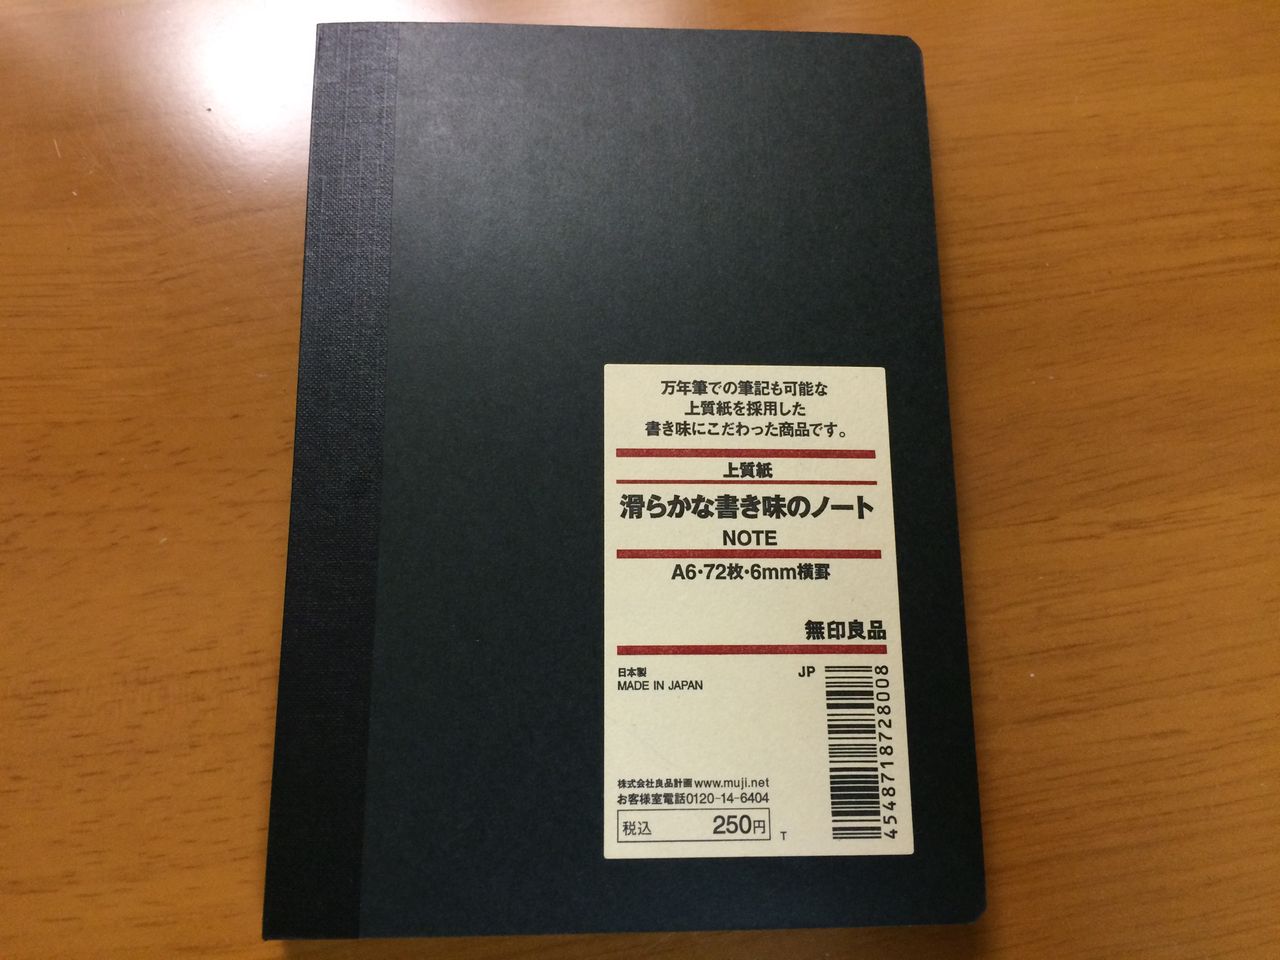 万年筆での筆記も可能な
上質紙を採用した
書き味にこだわった商品です。
上質紙
滑らかな書き味のノート
NOTE
A6・72枚・6mm横罫
無印良品
日本製
MADE IN JAPAN
JP
4548718728008
株式会社良品計画 www.muji.net
お客様室電話0120-14-6404
税込 250円
T